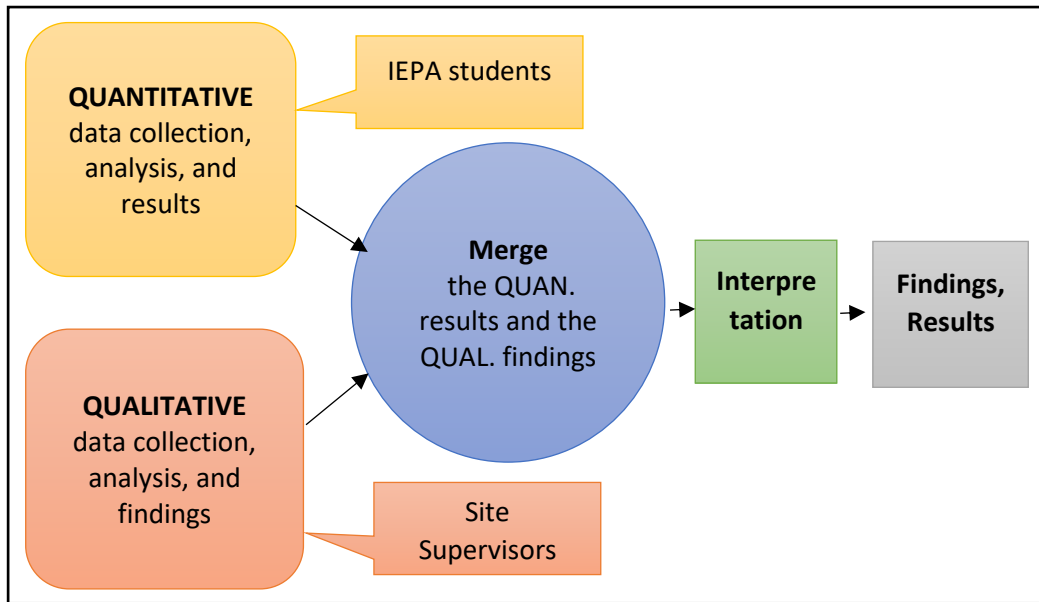 QUANTITATIVE
data collection,
analysis, and
results
IEPA students
Merge
the QUAN.
results and the
QUAL. findings
Interpre
tation
Findings,
Results
QUALITATIVE
data collection,
analysis, and
findings
Site
Supervisors